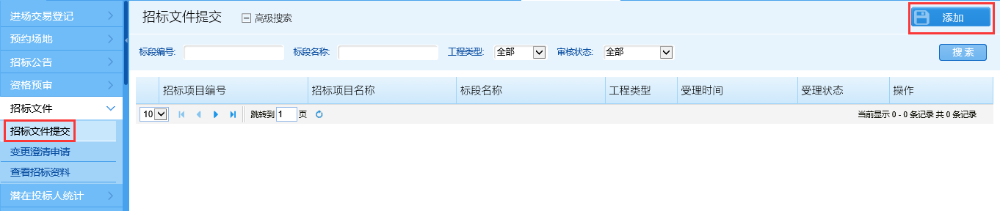 进场交易登记
预约场地
招标公告
资格预审
招标文件
招标文件提交
变更澄清申请
查看招标资料
潜在投标人统计
招标文件提交 高级搜索 添加
标段编号: 标段名称: 工程类型: 全部 审核状态: 全部 搜索
招标项目编号 招标项目名称 标段名称 工程类型 受理时间 受理状态 操作
10 跳转到 1 页 当前显示 0 - 0 条记录 共 0 条记录